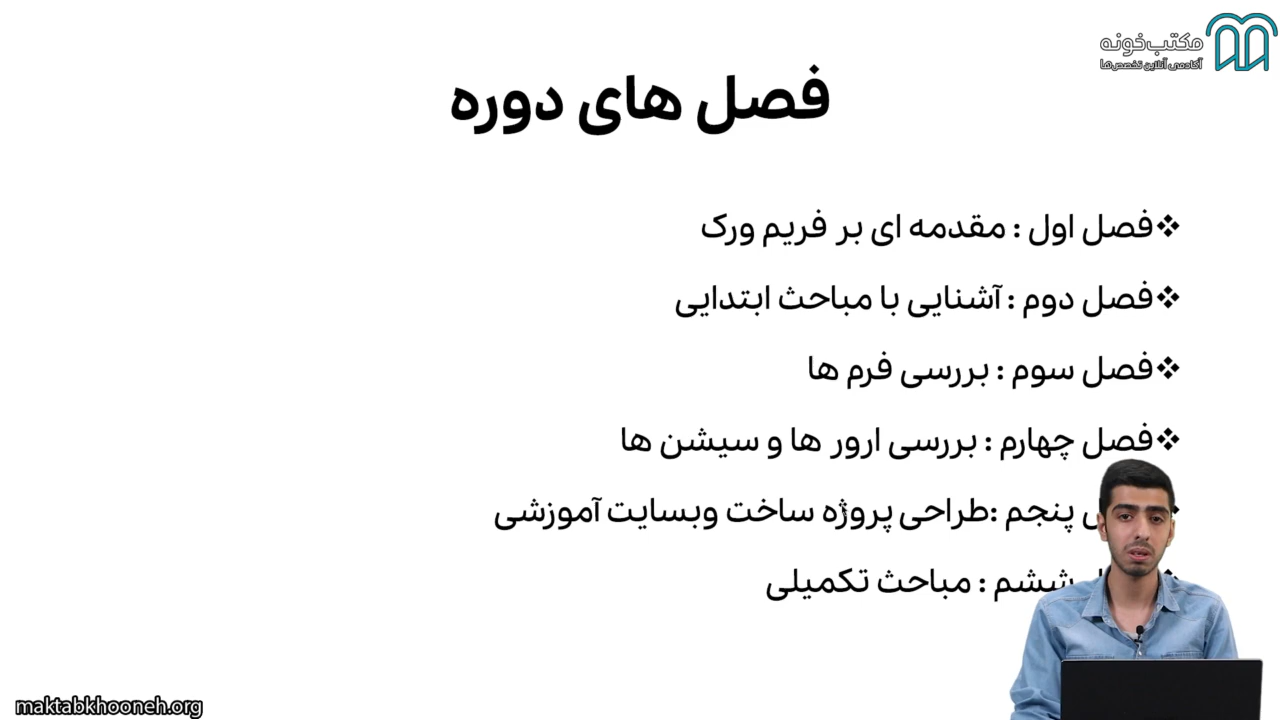 مکتب‌خونه
آکادمی آنلاین تخصص‌ها
فصل های دوره
❖فصل اول : مقدمه ای بر فریم ورک
❖فصل دوم : آشنایی با مباحث ابتدایی
❖فصل سوم : بررسی فرم ها
❖فصل چهارم : بررسی ارور ها و سیشن ها
پنجم :طراحی پروژه ساخت وبسایت آموزشی
ششم : مباحث تکمیلی
maktabkhooneh.org